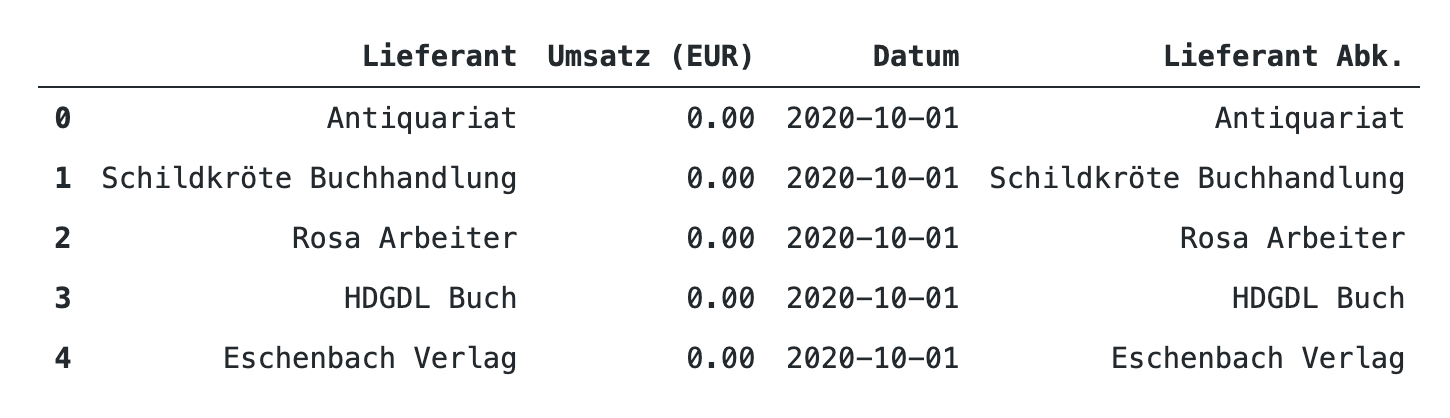 Lieferant Umsatz (EUR) Datum Lieferant Abk.
0 Antiquariat 0.00 2020-10-01 Antiquariat
1 Schildkröte Buchhandlung 0.00 2020-10-01 Schildkröte Buchhandlung
2 Rosa Arbeiter 0.00 2020-10-01 Rosa Arbeiter
3 HDGDL Buch 0.00 2020-10-01 HDGDL Buch
4 Eschenbach Verlag 0.00 2020-10-01 Eschenbach Verlag